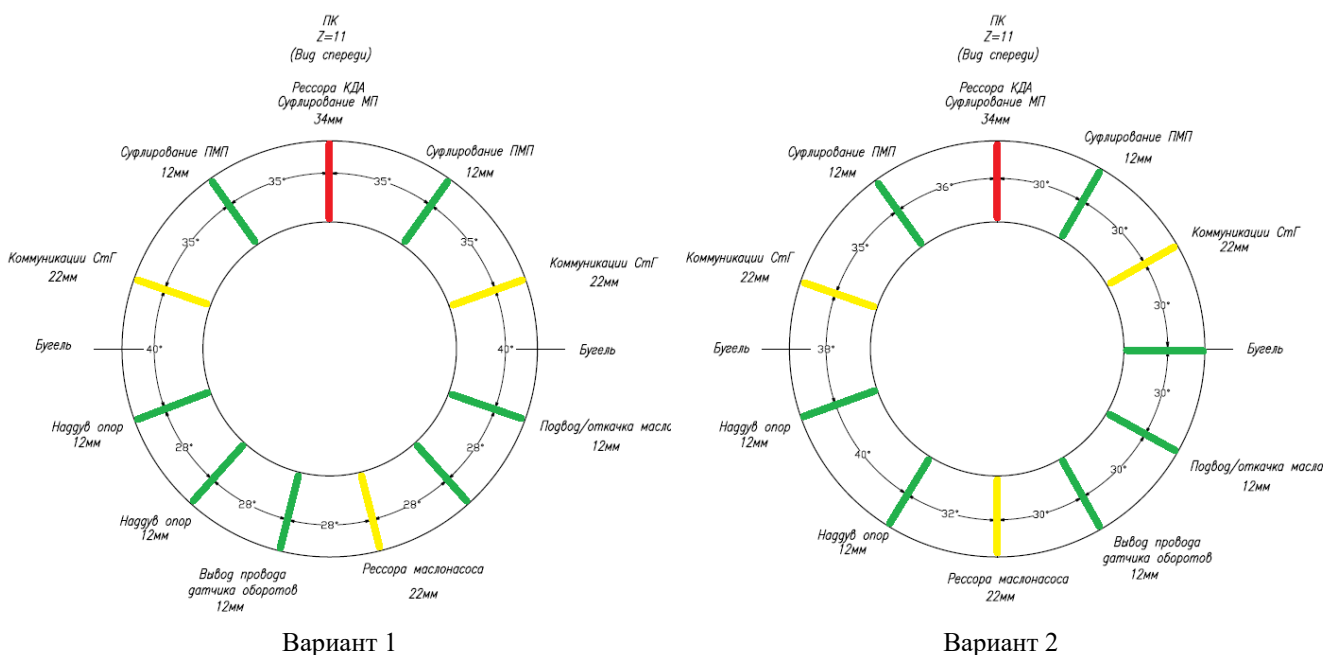 ПК
Z=11
(Вид спереди)
Рессора КДА
Суфлирование МП
34мм
Суфлирование ПМП
12мм
Суфлирование ПМП
12мм
35°
35°
35°
35°
Коммуникации СтГ
22мм
Коммуникации СтГ
22мм
Бугель
40°
40°
Бугель
Наддув опор
12мм
Подвод/откачка масла
12мм
28°
28°
28°
28°
28°
Наддув опор
12мм
Вывод провода
датчика оборотов
12мм
Рессора маслонасоса
22мм
Вариант 1
ПК
Z=11
(Вид спереди)
Рессора КДА
Суфлирование МП
34мм
Суфлирование ПМП
12мм
Суфлирование ПМП
12мм
36°
30°
35°
30°
Коммуникации СтГ
22мм
Коммуникации СтГ
22мм
30°
Бугель
38°
Бугель
30°
Наддув опор
12мм
Подвод/откачка масла
12мм
40°
30°
32°
30°
Наддув опор
12мм
Вывод провода
датчика оборотов
12мм
Рессора маслонасоса
22мм
Вариант 2